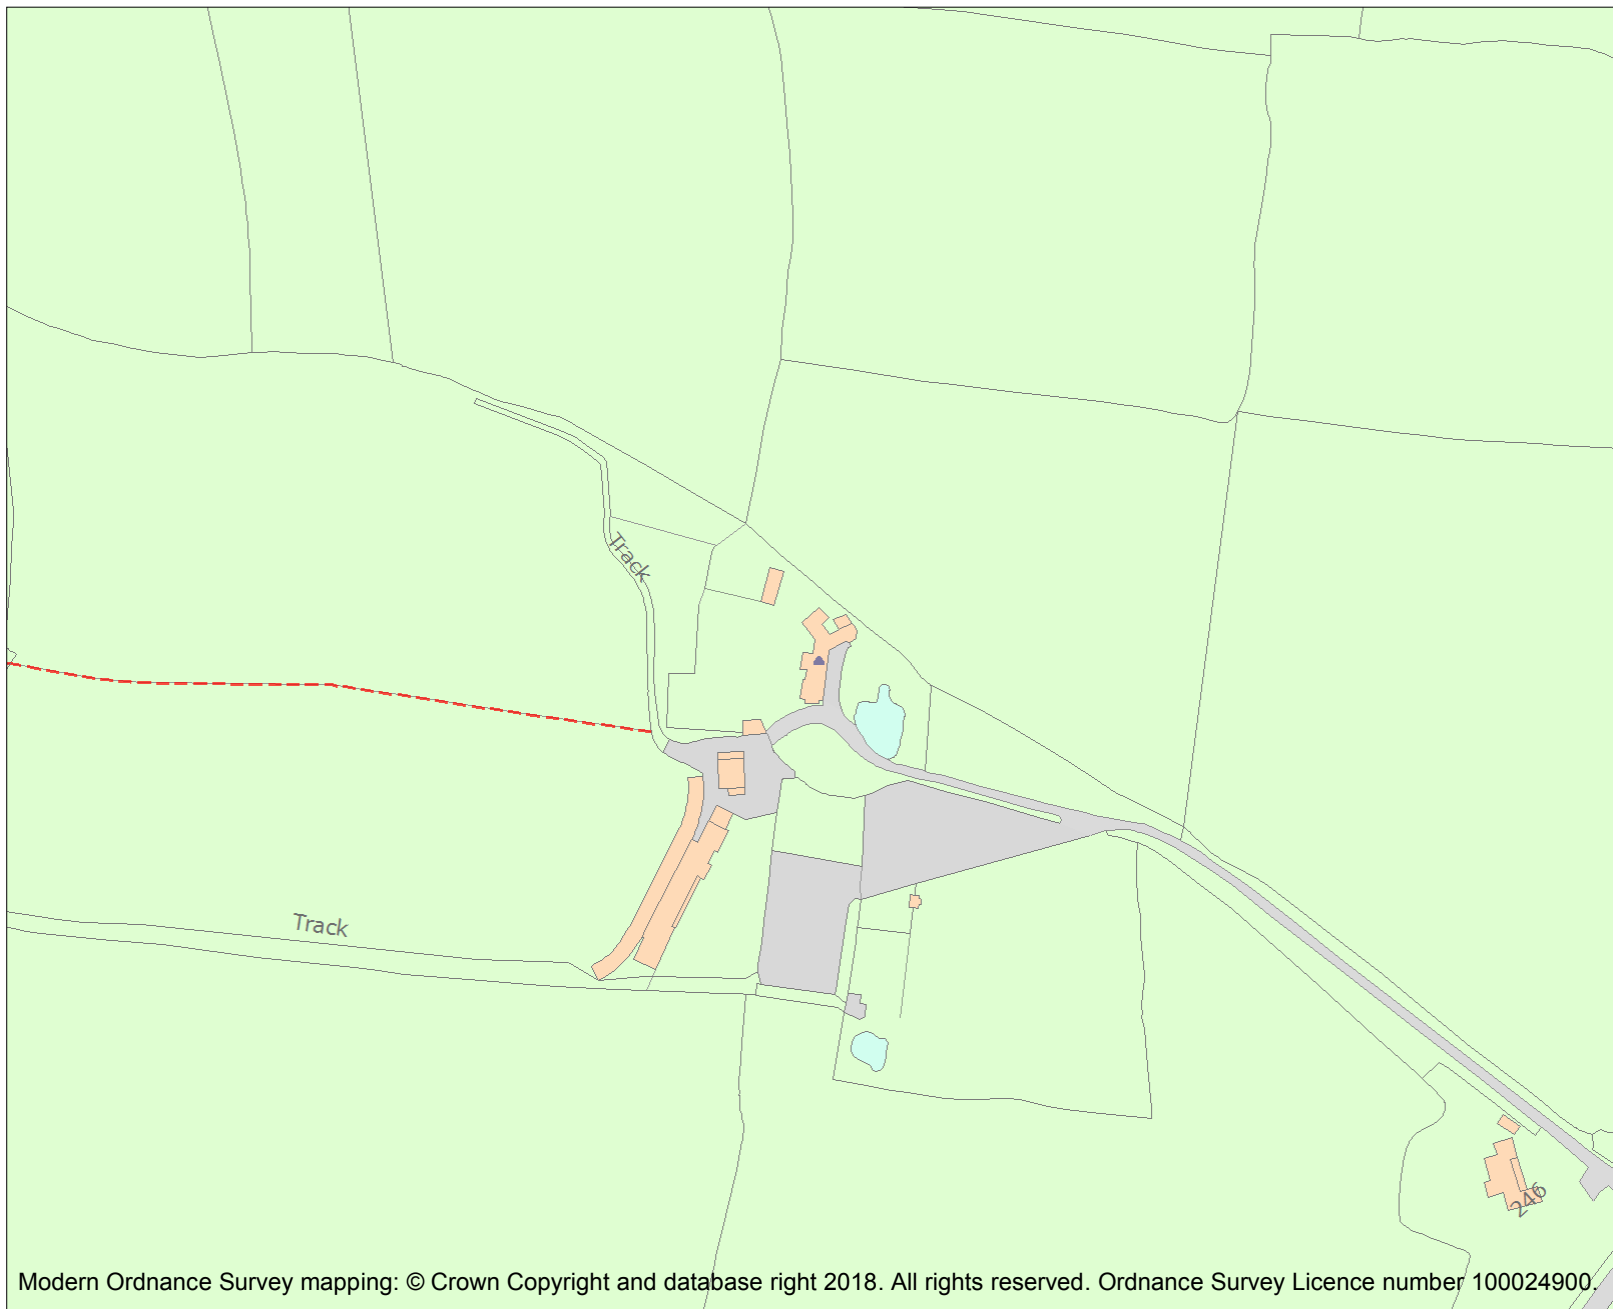 Track
Track
246
Modern Ordnance Survey mapping: © Crown Copyright and database right 2018. All rights reserved. Ordnance Survey Licence number 100024900.